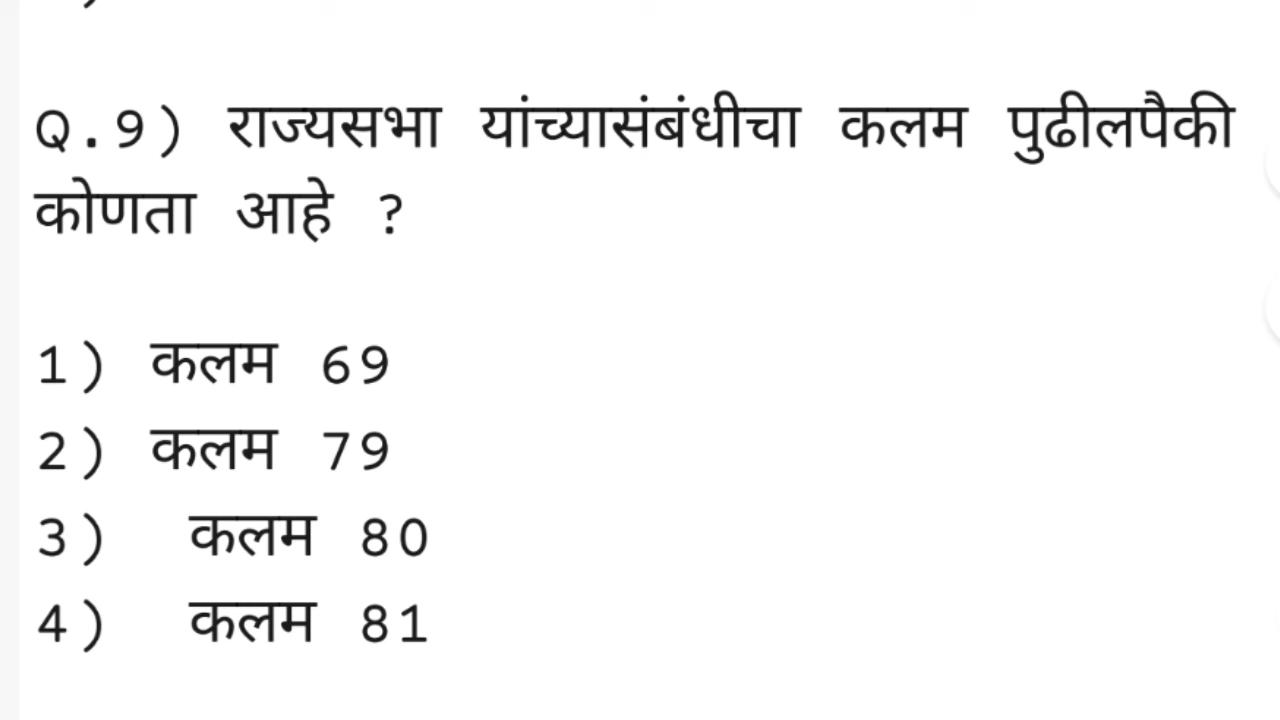 Q.9) राज्यसभा यांच्यासंबंधीचा कलम पुढीलपैकी
कोणता आहे ?
1) कलम 69
2) कलम 79
3) कलम 80
4) कलम 81